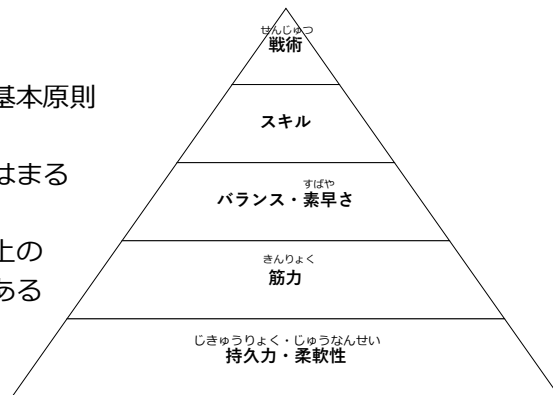 基本原則
はまる
上の
ある
せんじゅつ
戦術
スキル
すばや
バランス・素早さ
きんりょく
筋力
じきゅうりょく・じゅうなんせい
持久力・柔軟性